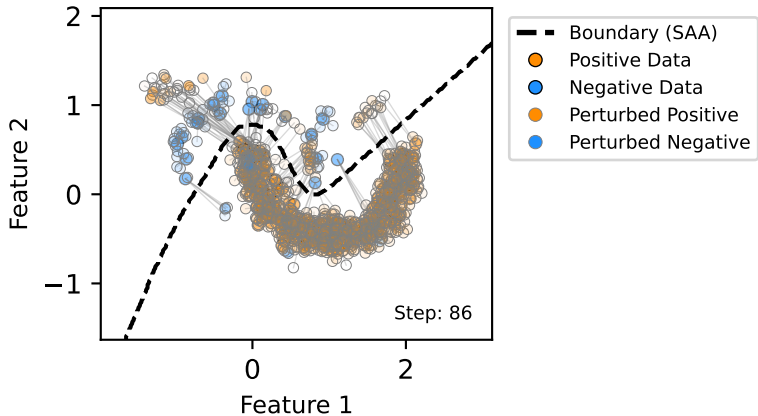 2
1
0
−1
Feature 2
0
2
Feature 1
Step: 86
Boundary (SAA)
Positive Data
Negative Data
Perturbed Positive
Perturbed Negative